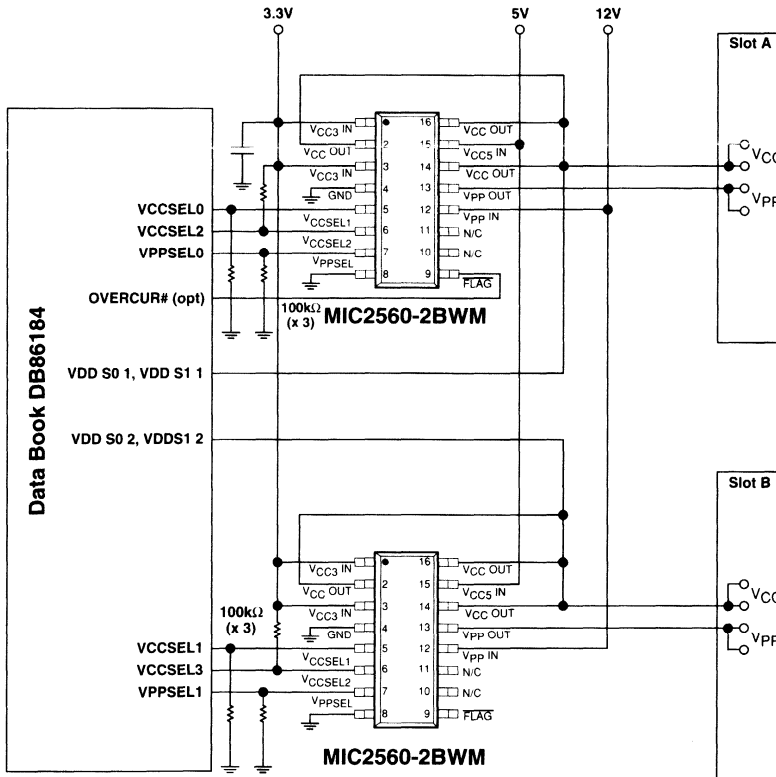 3.3V
5V
12V
Slot A
VCC3 IN
16
VCC OUT
2
VCC OUT
15
VCC5 IN
3
VCC3 IN
14
VCC OUT
4
GND
13
VPP OUT
VCCSEL0
5
VCCSEL1
12
VPP IN
VCCSEL2
6
VCCSEL2
11
N/C
VPPSEL0
7
VPPSEL
10
N/C
8
9
FLAG
OVERCUR# (opt)
100kΩ
(x 3)
MIC2560-2BWM
VCC
VPP
Data Book DB86184
VDD S0 1, VDD S1 1
VDD S0 2, VDDS1 2
Slot B
VCC3 IN
16
VCC OUT
2
VCC OUT
15
VCC5 IN
3
VCC3 IN
14
VCC OUT
100kΩ
(x 3)
4
GND
13
VPP OUT
VCCSEL1
5
VCCSEL1
12
VPP IN
VCCSEL3
6
VCCSEL2
11
N/C
VPPSEL1
7
VPPSEL
10
N/C
8
9
FLAG
MIC2560-2BWM
VCC
VPP